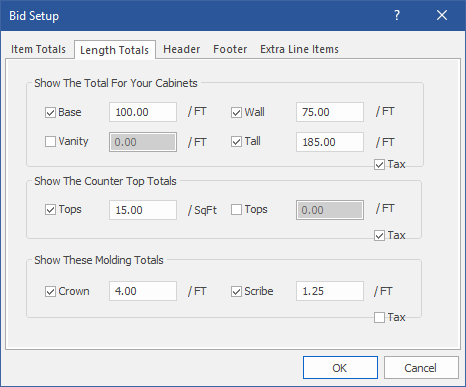 Bid Setup ?
Item Totals Length Totals Header Footer Extra Line Items
Show The Total For Your Cabinets
Base 100.00 / FT Wall 75.00 / FT
Vanity 0.00 / FT Tall 185.00 / FT
Tax
Show The Counter Top Totals
Tops 15.00 / SqFt Tops 0.00 / FT
Tax
Show These Molding Totals
Crown 4.00 / FT Scribe 1.25 / FT
Tax
OK Cancel